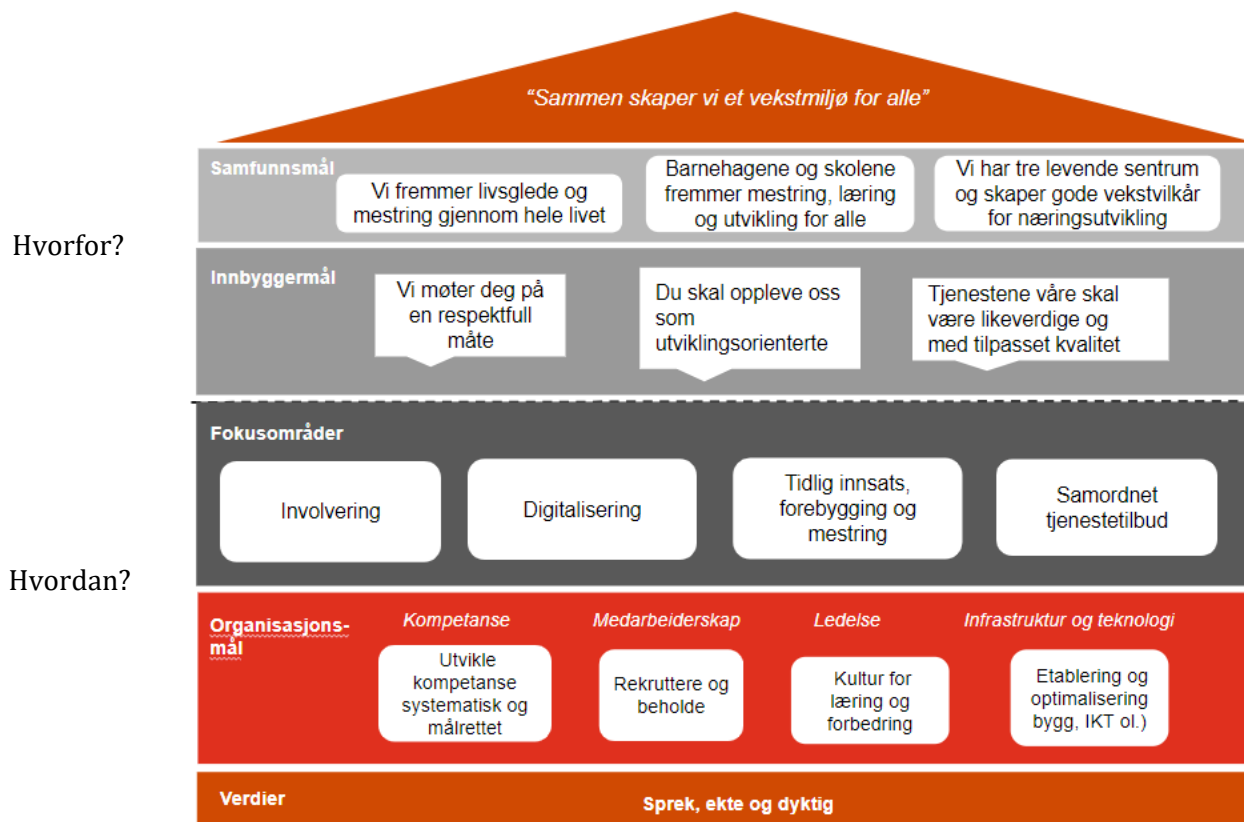 “Sammen skaper vi et vekstmiljø for alle”
Samfunnsmål
Vi fremmer livsglede og
mestring gjennom hele livet
Barnehagene og skolene
fremmer mestring, læring
og utvikling for alle
Vi har tre levende sentrum
og skaper gode vekstvilkår
for næringsutvikling
Hvorfor?
Innbyggermål
Vi møter deg på
en respektfull
måte
Du skal oppleve oss
som
utviklingsorienterte
Tjenestene våre skal
være likeverdige og
med tilpasset kvalitet
Fokusområder
Involvering
Digitalisering
Tidlig innsats,
forebygging og
mestring
Samordnet
tjenestetilbud
Hvordan?
Organisasjons-
mål
Kompetanse
Utvikle
kompetanse
systematisk og
målrettet
Medarbeiderskap
Rekruttere og
beholde
Ledelse
Kultur for
læring og
forbedring
Infrastruktur og teknologi
Etablering og
optimalisering
bygg, IKT ol.)
Verdier
Sprek, ekte og dyktig